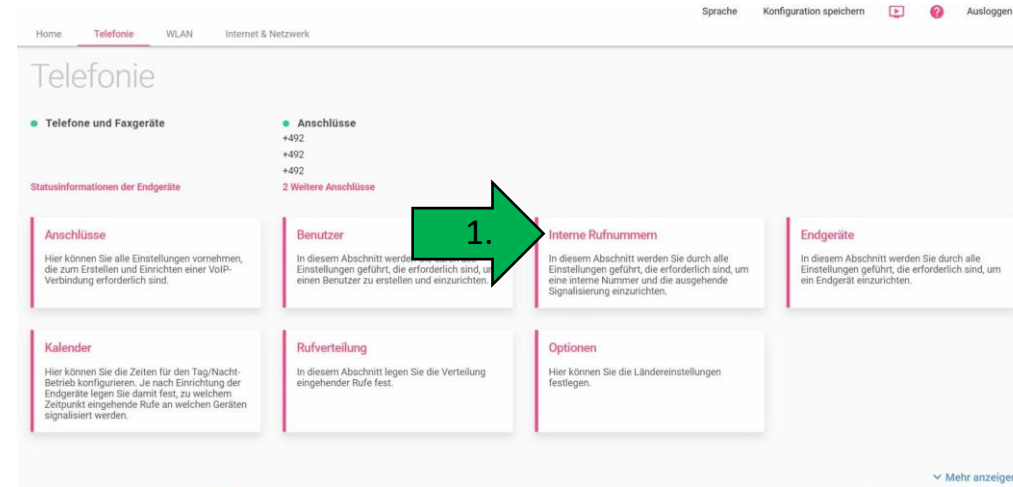 Sprache Konfiguration speichern ? Ausloggen
Home Telefonie WLAN Internet & Netzwerk
Telefonie
Telefone und Faxgeräte
Statusinformationen der Endgeräte
Anschlüsse
+492
+492
+492
2 Weitere Anschlüsse
Anschlüsse
Hier können Sie alle Einstellungen vornehmen,
die zum Erstellen und Einrichten einer VoIP-
Verbindung erforderlich sind.
Benutzer
In diesem Abschnitt werden Sie durch alle
Einstellungen geführt, die erforderlich sind, um
einen Benutzer zu erstellen und einzurichten.
1.
Interne Rufnummern
In diesem Abschnitt werden Sie durch alle
Einstellungen geführt, die erforderlich sind, um
eine interne Nummer und die ausgehende
Signalisierung einzurichten.
Endgeräte
In diesem Abschnitt werden Sie durch alle
Einstellungen geführt, die erforderlich sind, um
ein Endgerät einzurichten.
Kalender
Hier können Sie die Zeiten für den Tag/Nacht-
Betrieb konfigurieren. Je nach Einrichtung der
Endgeräte legen Sie damit fest, zu welchem
Zeitpunkt eingehende Rufe an welchen Geräten
signalisiert werden.
Rufverteilung
In diesem Abschnitt legen Sie die Verteilung
eingehender Rufe fest.
Optionen
Hier können Sie die Ländereinstellungen
festlegen.
Mehr anzeigen